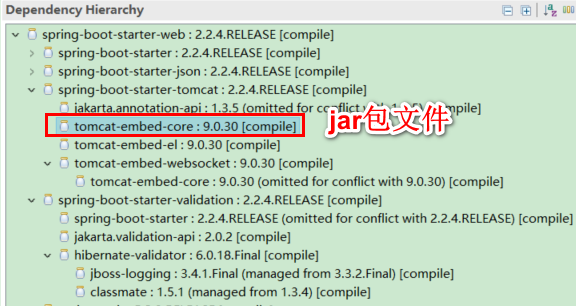 Dependency Hierarchy
spring-boot-starter-web : 2.2.4.RELEASE [compile]
spring-boot-starter : 2.2.4.RELEASE [compile]
spring-boot-starter-json : 2.2.4.RELEASE [compile]
spring-boot-starter-tomcat : 2.2.4.RELEASE [compile]
jakarta.annotation-api : 1.3.5 (omitted for conflict with 1.3.5) [compile]
tomcat-embed-core : 9.0.30 [compile]
jar包文件
tomcat-embed-el : 9.0.30 [compile]
tomcat-embed-websocket : 9.0.30 [compile]
tomcat-embed-core : 9.0.30 (omitted for conflict with 9.0.30) [compile]
spring-boot-starter-validation : 2.2.4.RELEASE [compile]
spring-boot-starter : 2.2.4.RELEASE (omitted for conflict with 2.2.4.RELEASE) [compile]
jakarta.validation-api : 2.0.2 [compile]
hibernate-validator : 6.0.18.Final [compile]
jboss-logging : 3.4.1.Final (managed from 3.3.2.Final) [compile]
classmate : 1.5.1 (managed from 1.3.4) [compile]